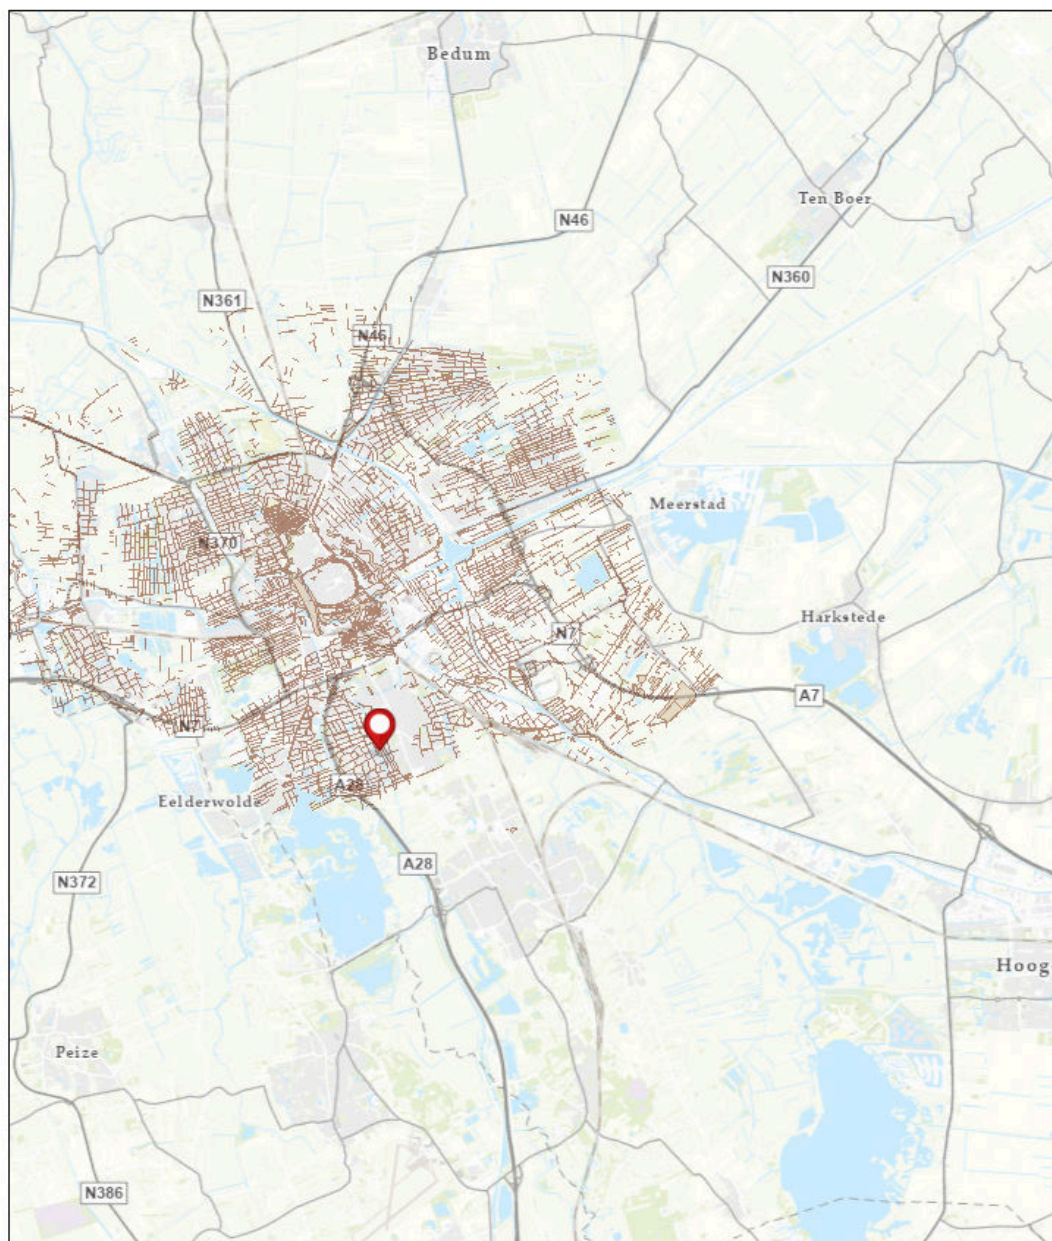 Bedum
Ten Boer
N46
N360
N361
N46
Meerstad
N370
Harkstede
N7
A7
N7
A28
Eelderwolde
A28
N372
Hoog
Peize
N386